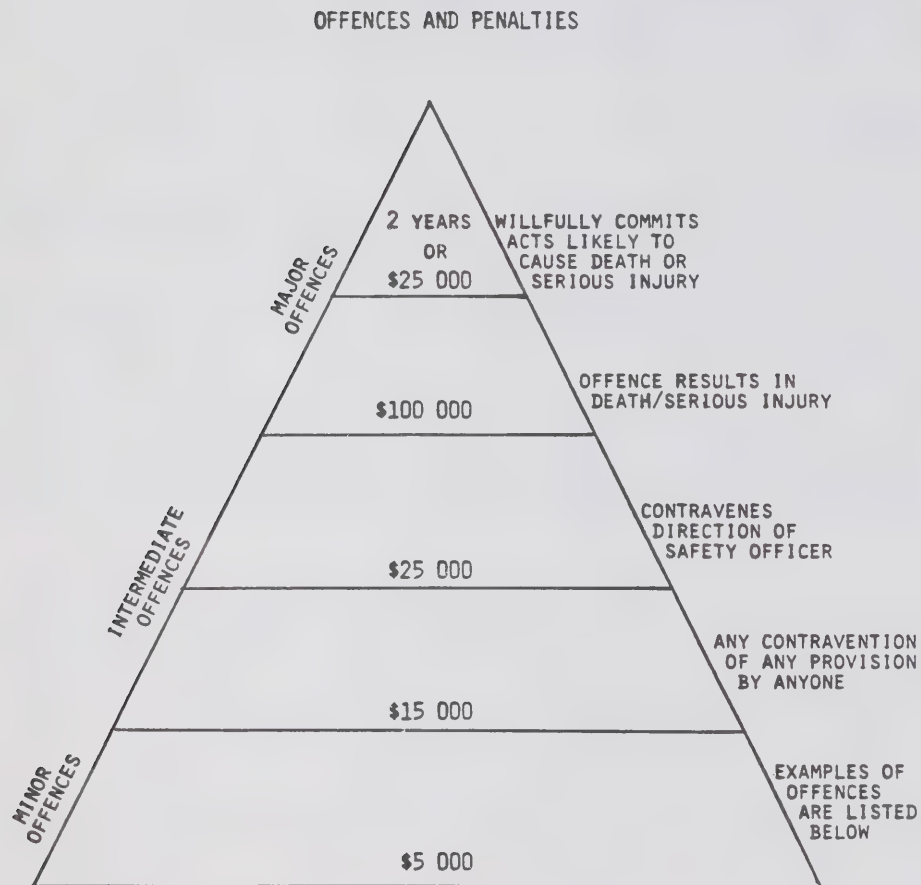 OFFENCES AND PENALTIES
MAJOR
OFFENCES
2 YEARS
OR
$25 000
WILLFULLY COMMITS
ACTS LIKELY TO
CAUSE DEATH OR
SERIOUS INJURY
$100 000
OFFENCE RESULTS IN
DEATH/SERIOUS INJURY
INTERMEDIATE
OFFENCES
$25 000
CONTRAVENES
DIRECTION OF
SAFETY OFFICER
$15 000
ANY CONTRAVENTION
OF ANY PROVISION
BY ANYONE
MINOR
OFFENCES
$5 000
EXAMPLES OF
OFFENCES
ARE LISTED
BELOW